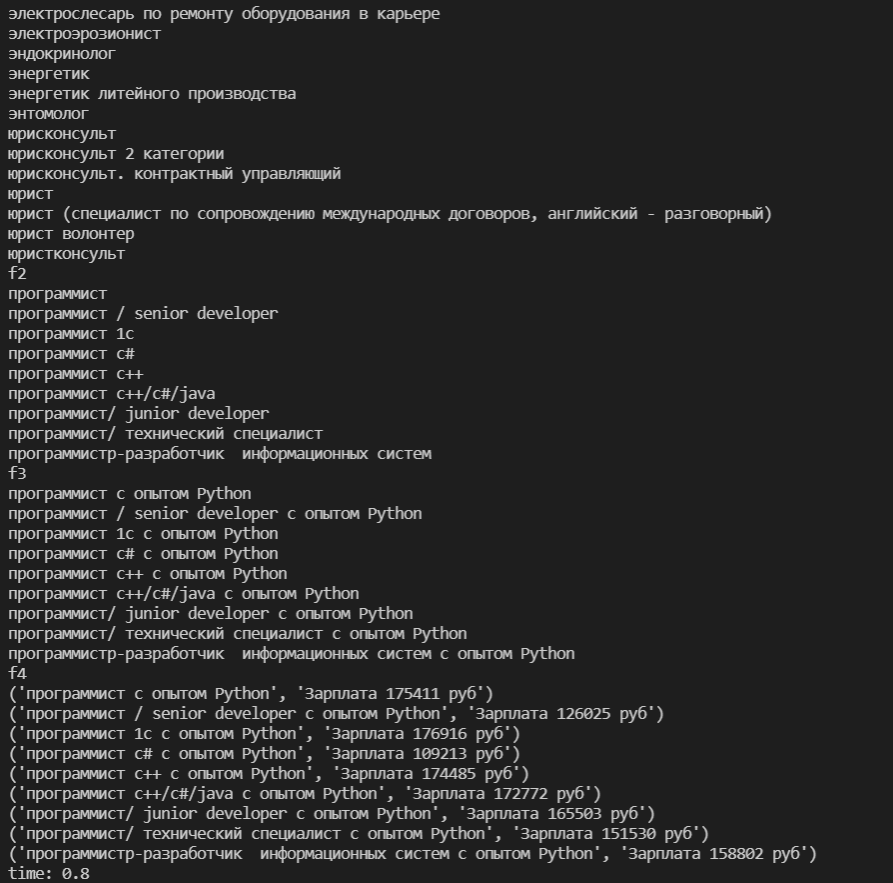 электрослесарь по ремонту оборудования в карьере
электроэрозионист
эндокринолог
энергетик
энергетик литейного производства
энтомолог
юрисконсульт
юрисконсульт 2 категории
юрисконсульт. контрактный управляющий
юрист
юрист (специалист по сопровождению международных договоров, английский - разговорный)
юрист волонтер
юристконсульт
f2
программист
программист / senior developer
программист 1с
программист c#
программист c++
программист c++/c#/java
программист/ junior developer
программист/ технический специалист
программистр-разработчик  информационных систем
f3
программист с опытом Python
программист / senior developer с опытом Python
программист 1с с опытом Python
программист c# с опытом Python
программист c++ с опытом Python
программист c++/c#/java с опытом Python
программист/ junior developer с опытом Python
программист/ технический специалист с опытом Python
программистр-разработчик  информационных систем с опытом Python
f4
('программист с опытом Python', 'Зарплата 175411 руб')
('программист / senior developer с опытом Python', 'Зарплата 126025 руб')
('программист 1с с опытом Python', 'Зарплата 176916 руб')
('программист c# с опытом Python', 'Зарплата 109213 руб')
('программист c++ с опытом Python', 'Зарплата 174485 руб')
('программист c++/c#/java с опытом Python', 'Зарплата 172772 руб')
('программист/ junior developer с опытом Python', 'Зарплата 165503 руб')
('программист/ технический специалист с опытом Python', 'Зарплата 151530 руб')
('программистр-разработчик  информационных систем с опытом Python', 'Зарплата 158802 руб')
time: 0.8